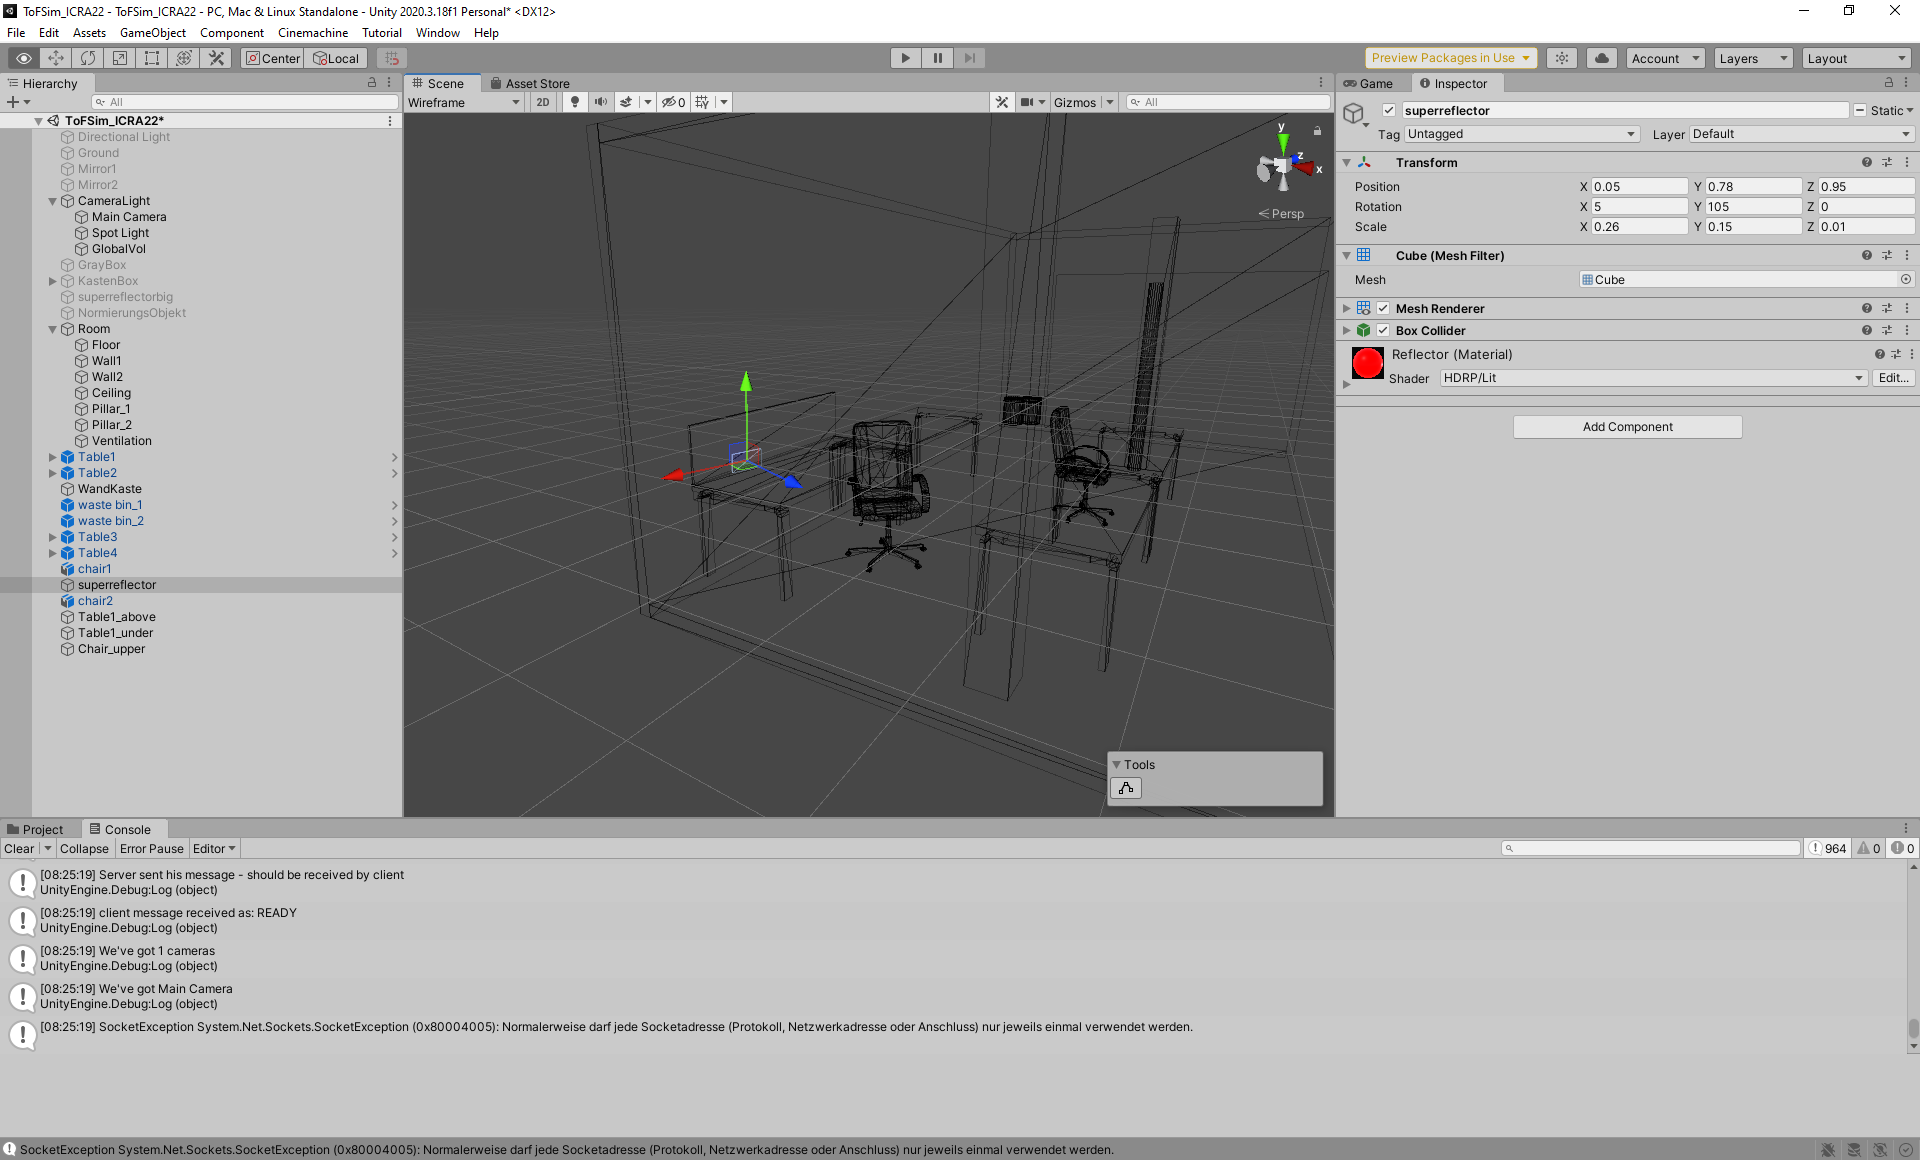 ToFSim_ICRA22 - ToFSim_ICRA22 - PC, Mac & Linux Standalone - Unity 2020.3.18f1 Personal* <DX12>
File Edit Assets GameObject Component Cinemachine Tutorial Window Help
Center Local Preview Packages in Use Account Layers Layout
Hierarchy
All
ToFSim_ICRA22*
Directional Light
Ground
Mirror1
Mirror2
CameraLight
Main Camera
Spot Light
GlobalVol
GrayBox
KastenBox
superreflectorbig
NormierungsObjekt
Room
Floor
Wall1
Wall2
Ceiling
Pillar_1
Pillar_2
Ventilation
Table1
Table2
WandKaste
waste bin_1
waste bin_2
Table3
Table4
chair1
superreflector
chair2
Table1_above
Table1_under
Chair_upper
Scene Asset Store
Wireframe 2D 0 Gizmos All
y
z
x
Persp
Tools
Game Inspector
superreflector Static
Tag Untagged Layer Default
Transform
Position X 0.05 Y 0.78 Z 0.95
Rotation X 5 Y 105 Z 0
Scale X 0.26 Y 0.15 Z 0.01
Cube (Mesh Filter)
Mesh Cube
Mesh Renderer
Box Collider
Reflector (Material)
Shader HDRP/Lit Edit...
Add Component
Project Console
Clear Collapse Error Pause Editor 964 0 0
[08:25:19] Server sent his message - should be received by client
UnityEngine.Debug:Log (object)
[08:25:19] client message received as: READY
UnityEngine.Debug:Log (object)
[08:25:19] We've got 1 cameras
UnityEngine.Debug:Log (object)
[08:25:19] We've got Main Camera
UnityEngine.Debug:Log (object)
[08:25:19] SocketException System.Net.Sockets.SocketException (0x80004005): Normalerweise darf jede Socketadresse (Protokoll, Netzwerkadresse oder Anschluss) nur jeweils einmal verwendet werden.
SocketException System.Net.Sockets.SocketException (0x80004005): Normalerweise darf jede Socketadresse (Protokoll, Netzwerkadresse oder Anschluss) nur jeweils einmal verwendet werden.